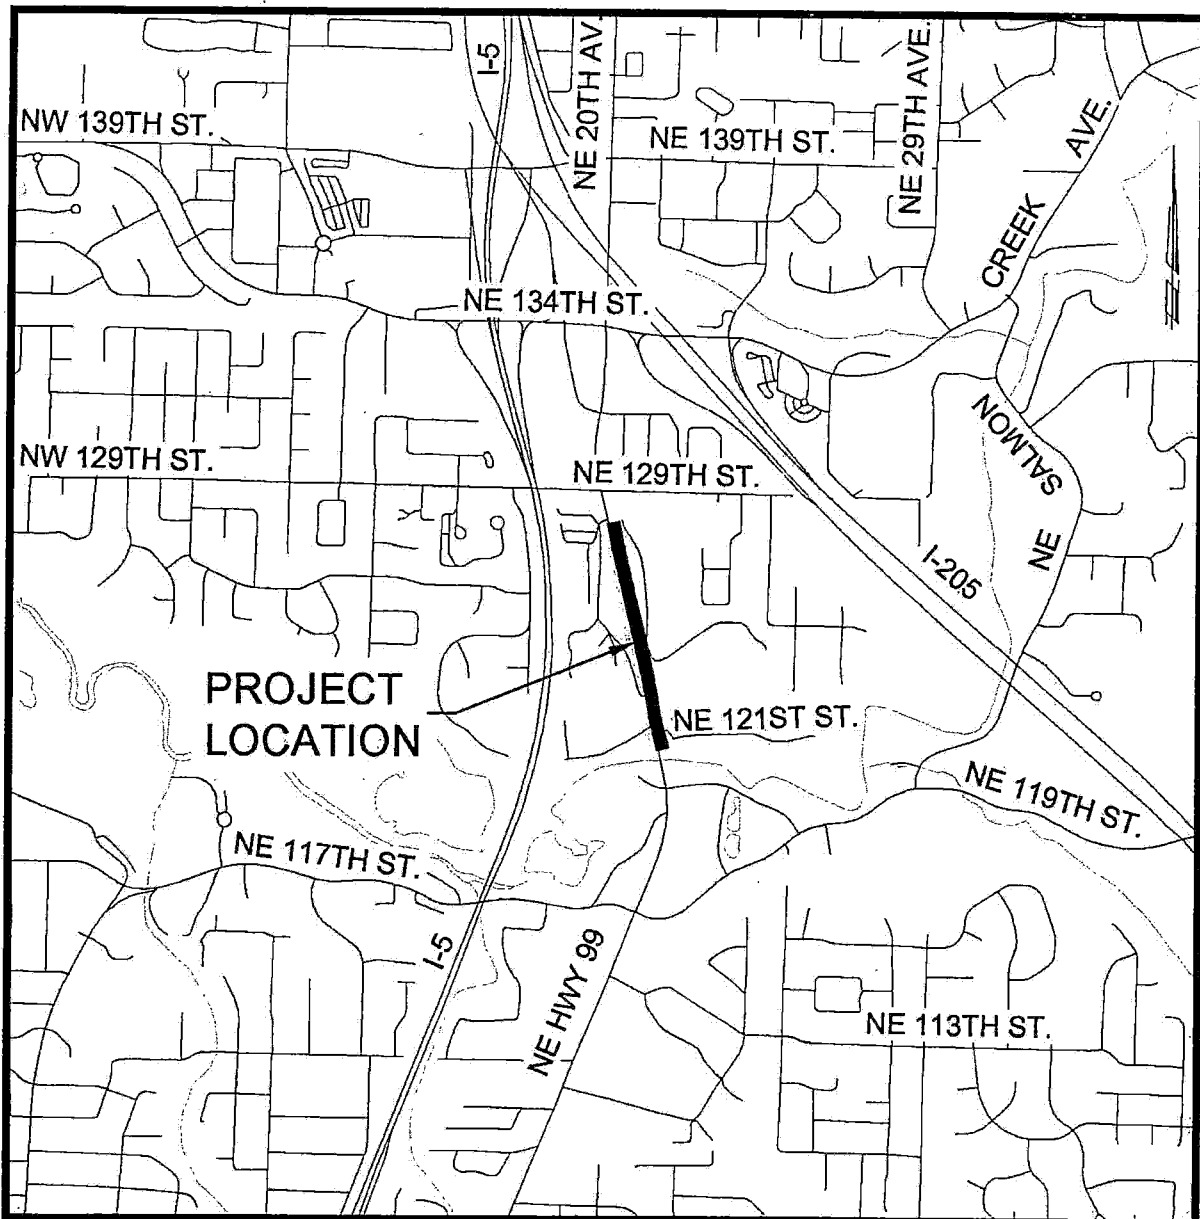 I-5
NE 20TH AV.
NE 29TH AVE.
NW 139TH ST.
NE 139TH ST.
NE SALMON CREEK AVE.
NE 134TH ST.
NW 129TH ST.
NE 129TH ST.
I-205
PROJECT
LOCATION
NE 121ST ST.
NE 119TH ST.
NE 117TH ST.
I-5
NE HWY 99
NE 113TH ST.